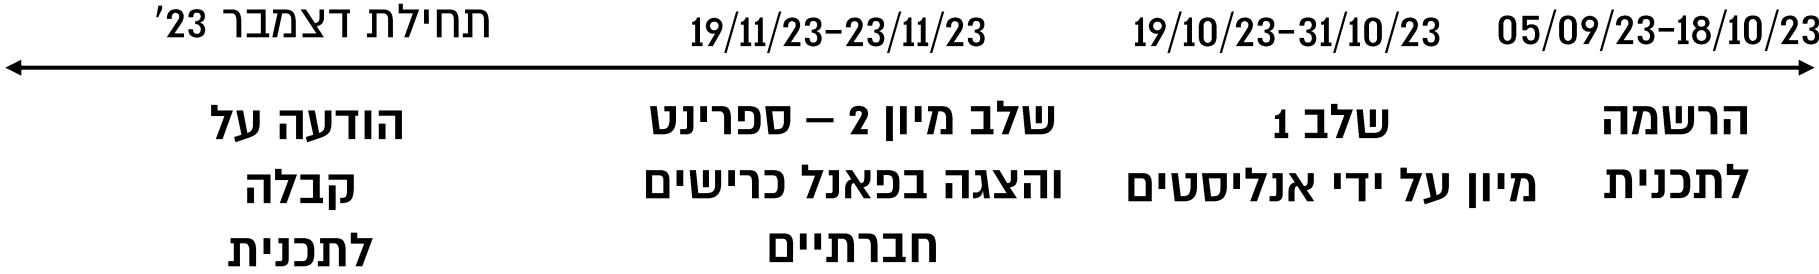 05/09/23-18/10/23
הרשמה
לתכנית
19/10/23-31/10/23
שלב 1
מיון על ידי אנליסטים
19/11/23-23/11/23
שלב מיון 2 – ספרינט
והצגה בפאנל כרישים
חברתיים
תחילת דצמבר 23'
הודעה על
קבלה
לתכנית